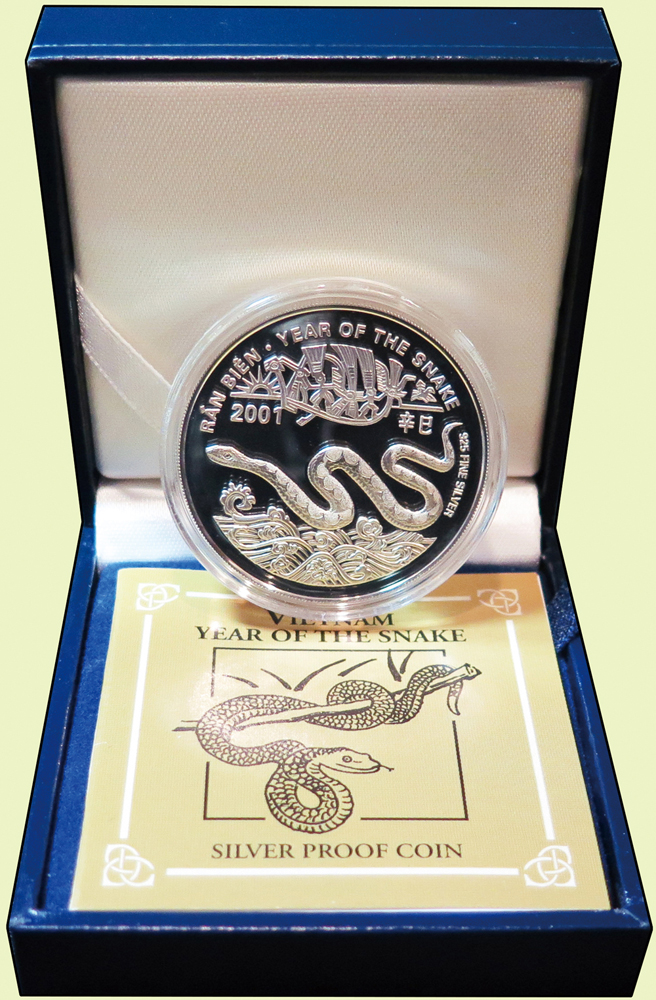 RẮN BIỂN · YEAR OF THE SNAKE
2001
辛巳
925 FINE SILVER
VIETNAM
YEAR OF THE SNAKE
SILVER PROOF COIN